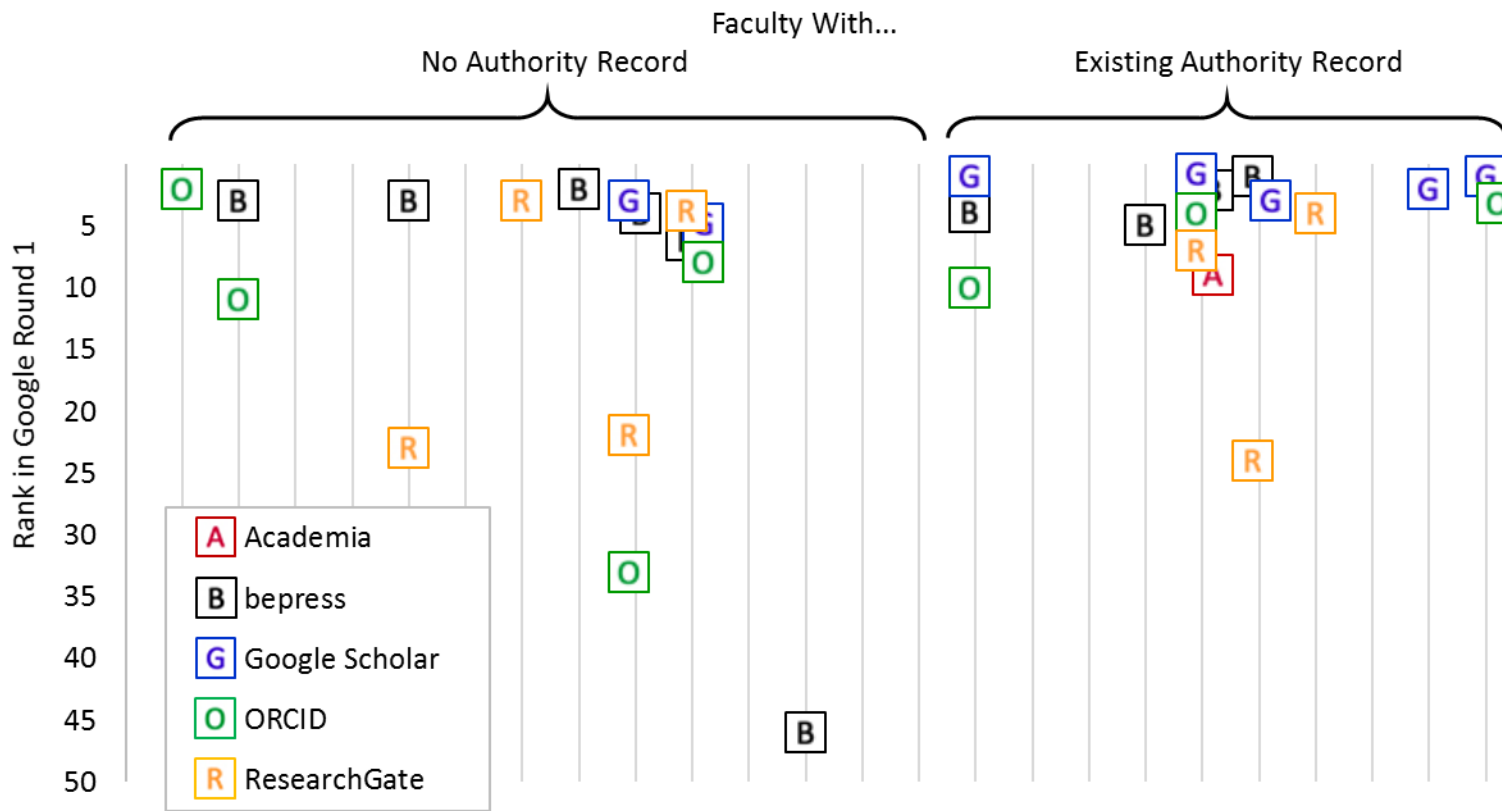 Faculty With...
No Authority Record
Existing Authority Record
O
B
B
R
B
G
B
R
G
O
G
B
B
G
B
B
O
G
R
R
A
G
G
O
O
O
R
R
R
O
B
Rank in Google Round 1
5
10
15
20
25
30
35
40
45
50
A Academia
B bepress
G Google Scholar
O ORCID
R ResearchGate